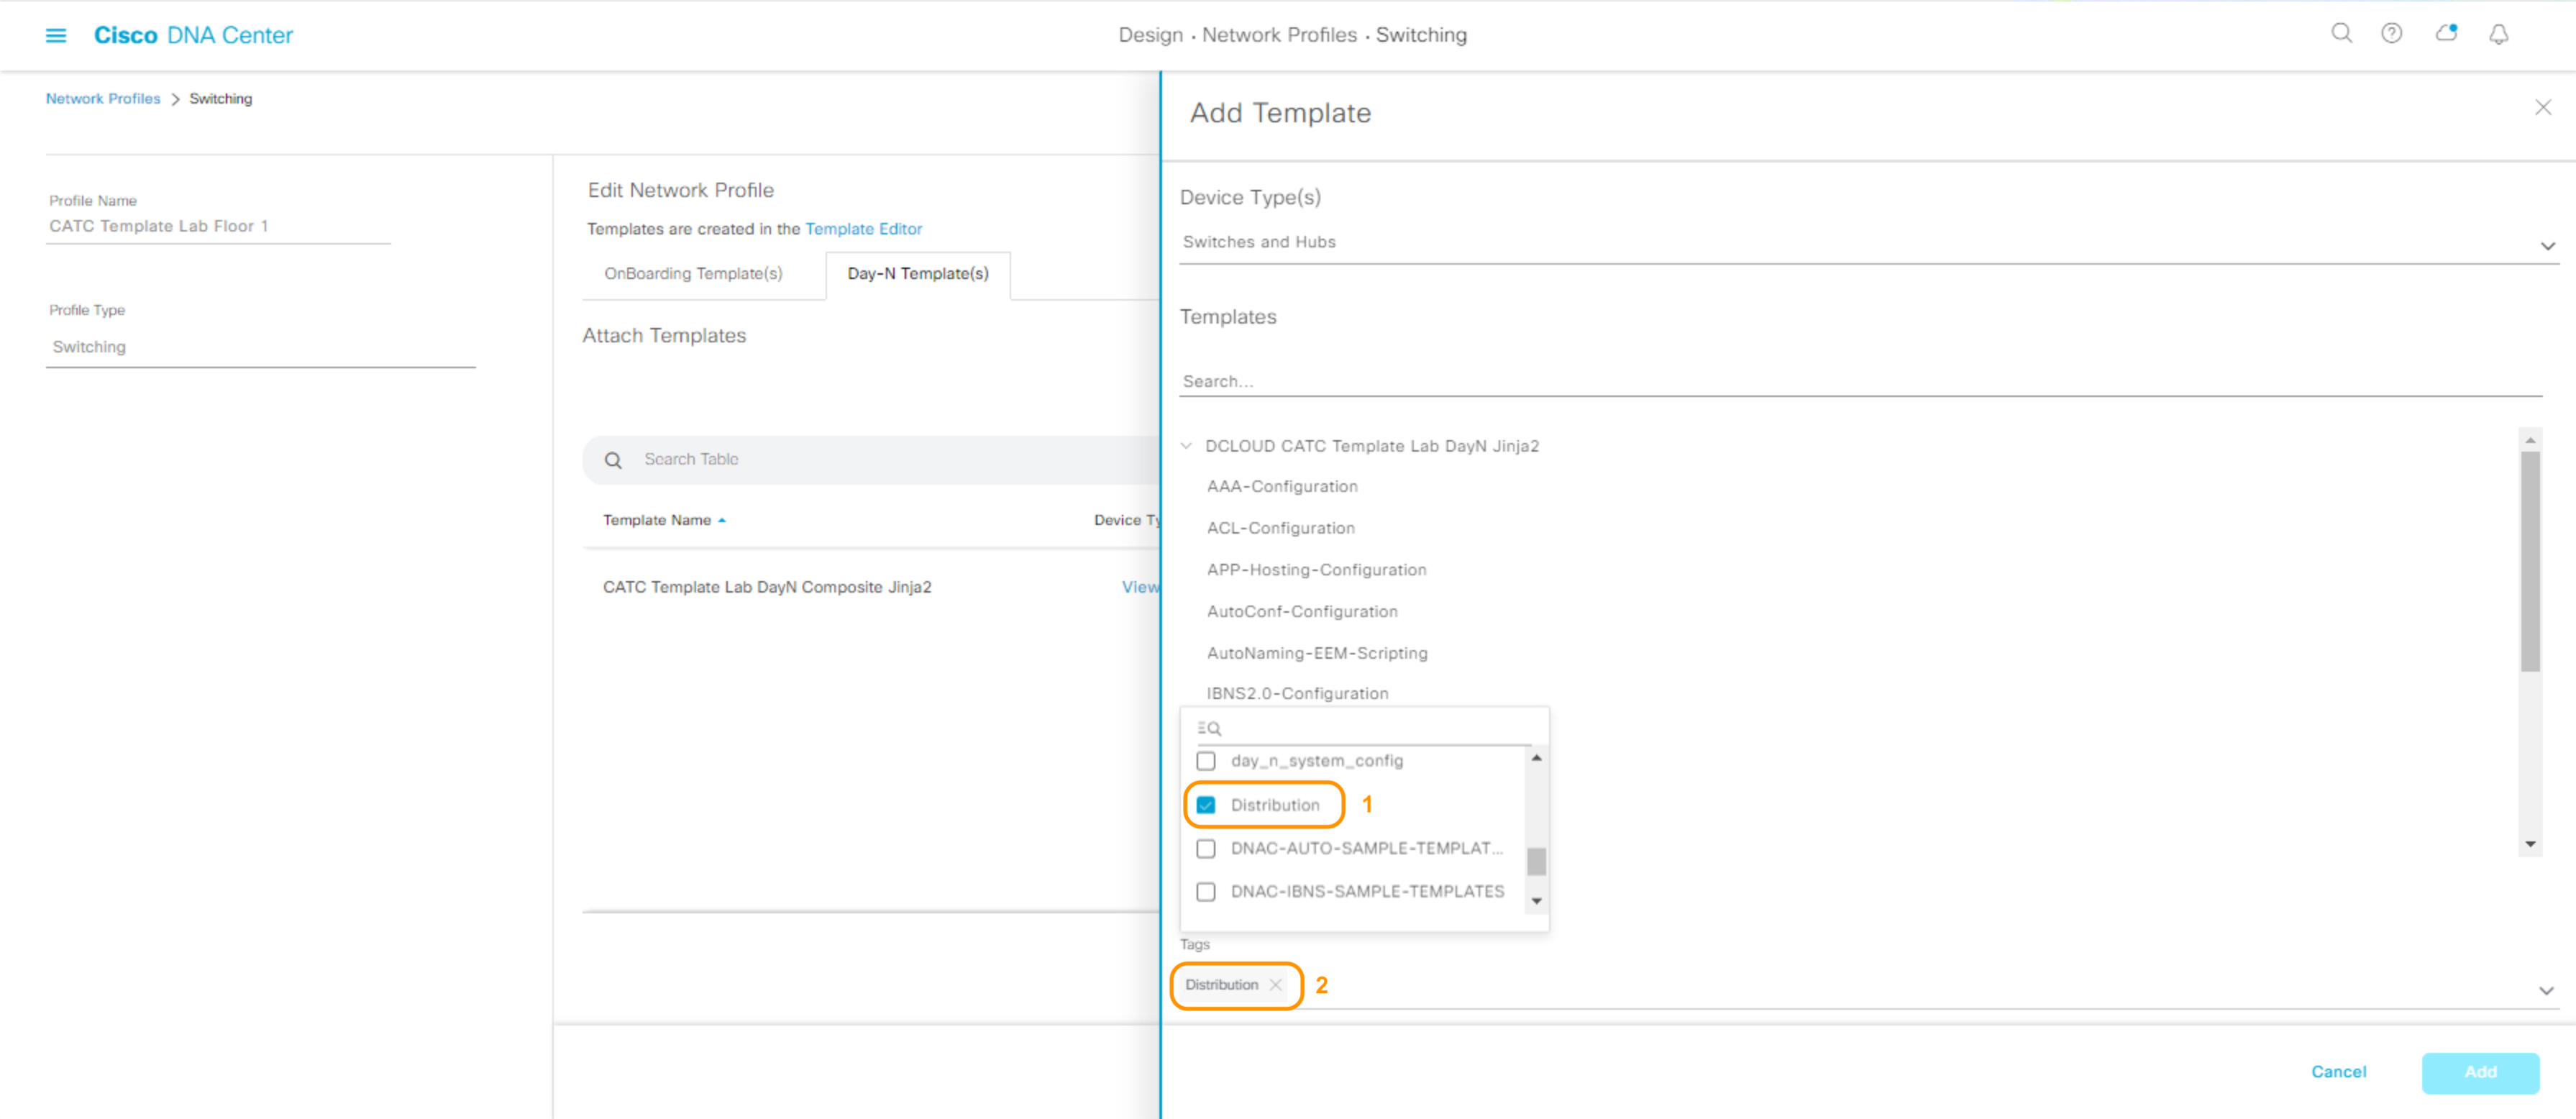 Cisco DNA Center
Design · Network Profiles · Switching
Network Profiles > Switching
Profile Name
CATC Template Lab Floor 1
Profile Type
Switching
Edit Network Profile
Templates are created in the Template Editor
OnBoarding Template(s)
Day-N Template(s)
Attach Templates
Search Table
Template Name
Device Ty
CATC Template Lab DayN Composite Jinja2
View
Add Template
Device Type(s)
Switches and Hubs
Templates
Search...
DCLOUD CATC Template Lab DayN Jinja2
AAA-Configuration
ACL-Configuration
APP-Hosting-Configuration
AutoConf-Configuration
AutoNaming-EEM-Scripting
IBNS2.0-Configuration
day_n_system_config
Distribution 1
DNAC-AUTO-SAMPLE-TEMPLAT...
DNAC-IBNS-SAMPLE-TEMPLATES
Tags
Distribution 2
Cancel
Add